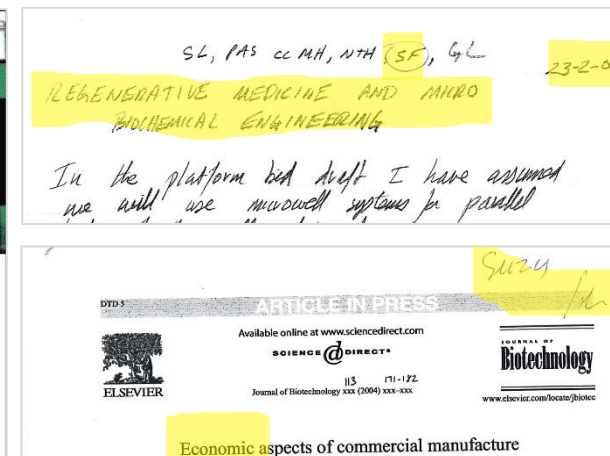 SL, PAS cc MH, NTH (SF), GL
23-2-0
REGENERATIVE MEDICINE AND MICRO
BIOCHEMICAL ENGINEERING
In the platform bid draft I have assumed
we will use microwell systems for parallel
Suzy
DTD 5
ARTICLE IN PRESS
Available online at www.sciencedirect.com
SCIENCE DIRECT®
ELSEVIER
113 171-182
Journal of Biotechnology xxx (2004) xxx–xxx
JOURNAL OF
Biotechnology
www.elsevier.com/locate/jbiotec
Economic aspects of commercial manufacture